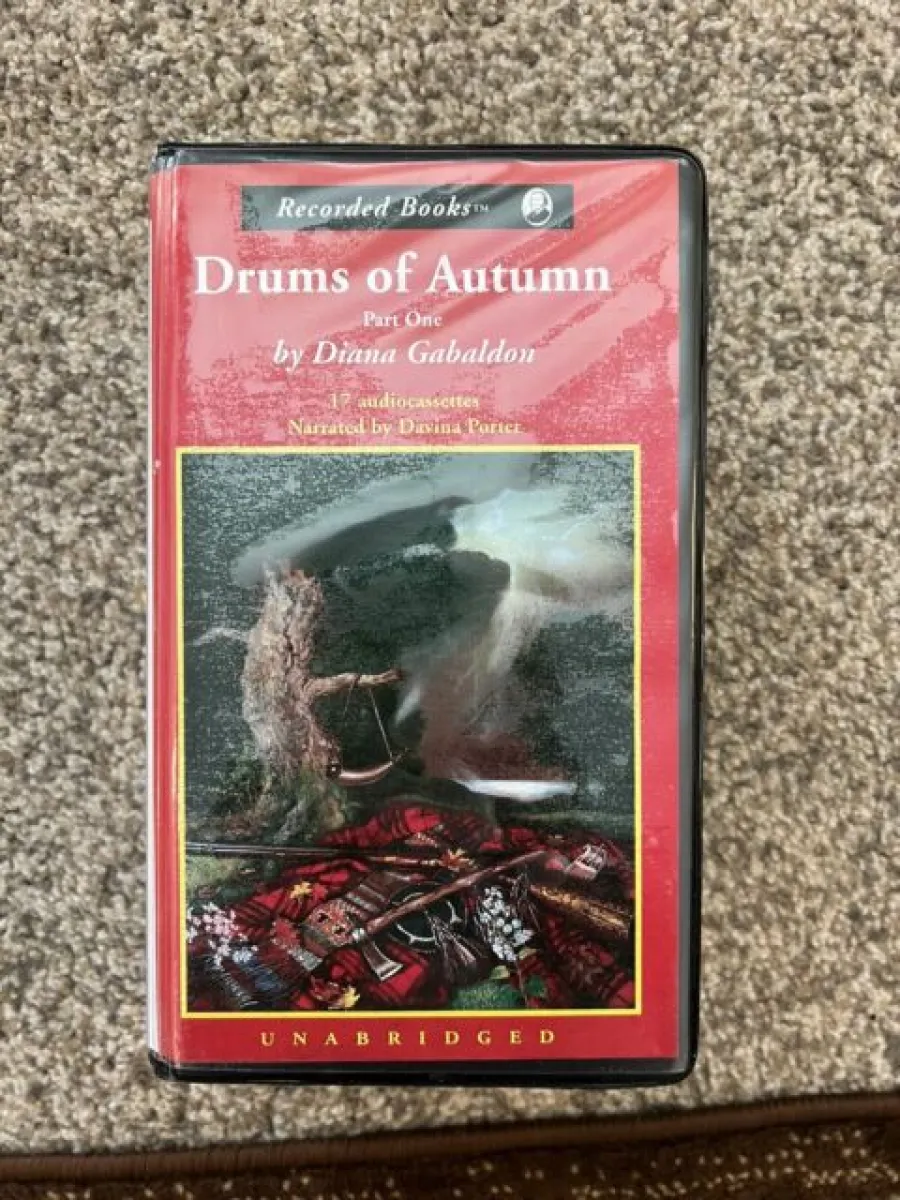 Recorded Books™
Drums of Autumn
Part One
by Diana Gabaldon
17 audiocassettes
Narrated by Davina Porter
UNABRIDGED